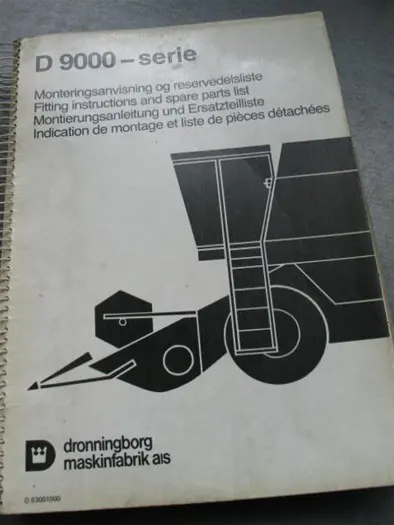 D 9000 – serie
Monteringsanvisning og reservedelsliste
Fitting instructions and spare parts list
Montierungsanleitung und Ersatzteilliste
Indication de montage et liste de pièces détachées
D
dronningborg
maskinfabrik a/s
D 63001000